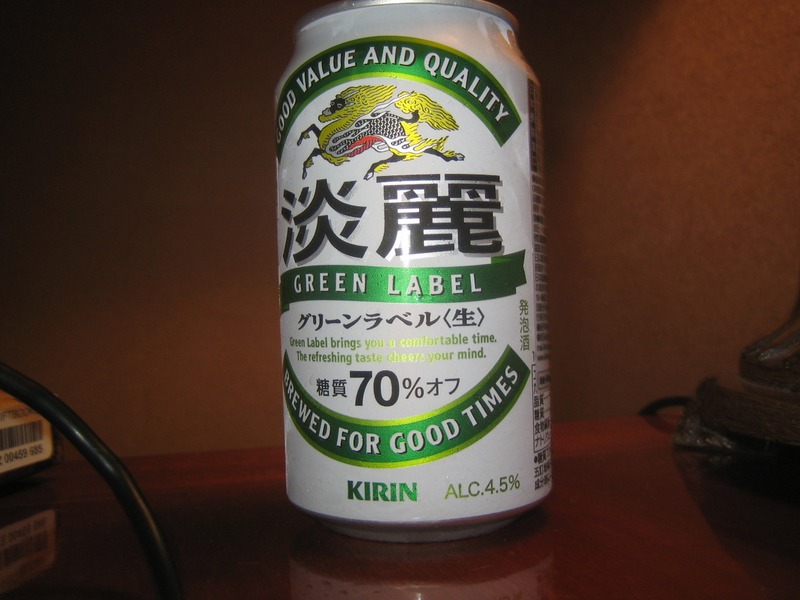 GOOD VALUE AND QUALITY
淡麗
GREEN LABEL
グリーンラベル〈生〉
Green Label brings you a comfortable time.
The refreshing taste cheers your mind.
糖質70%オフ
BREWED FOR GOOD TIMES
KIRIN ALC.4.5%
発泡酒
00459 685